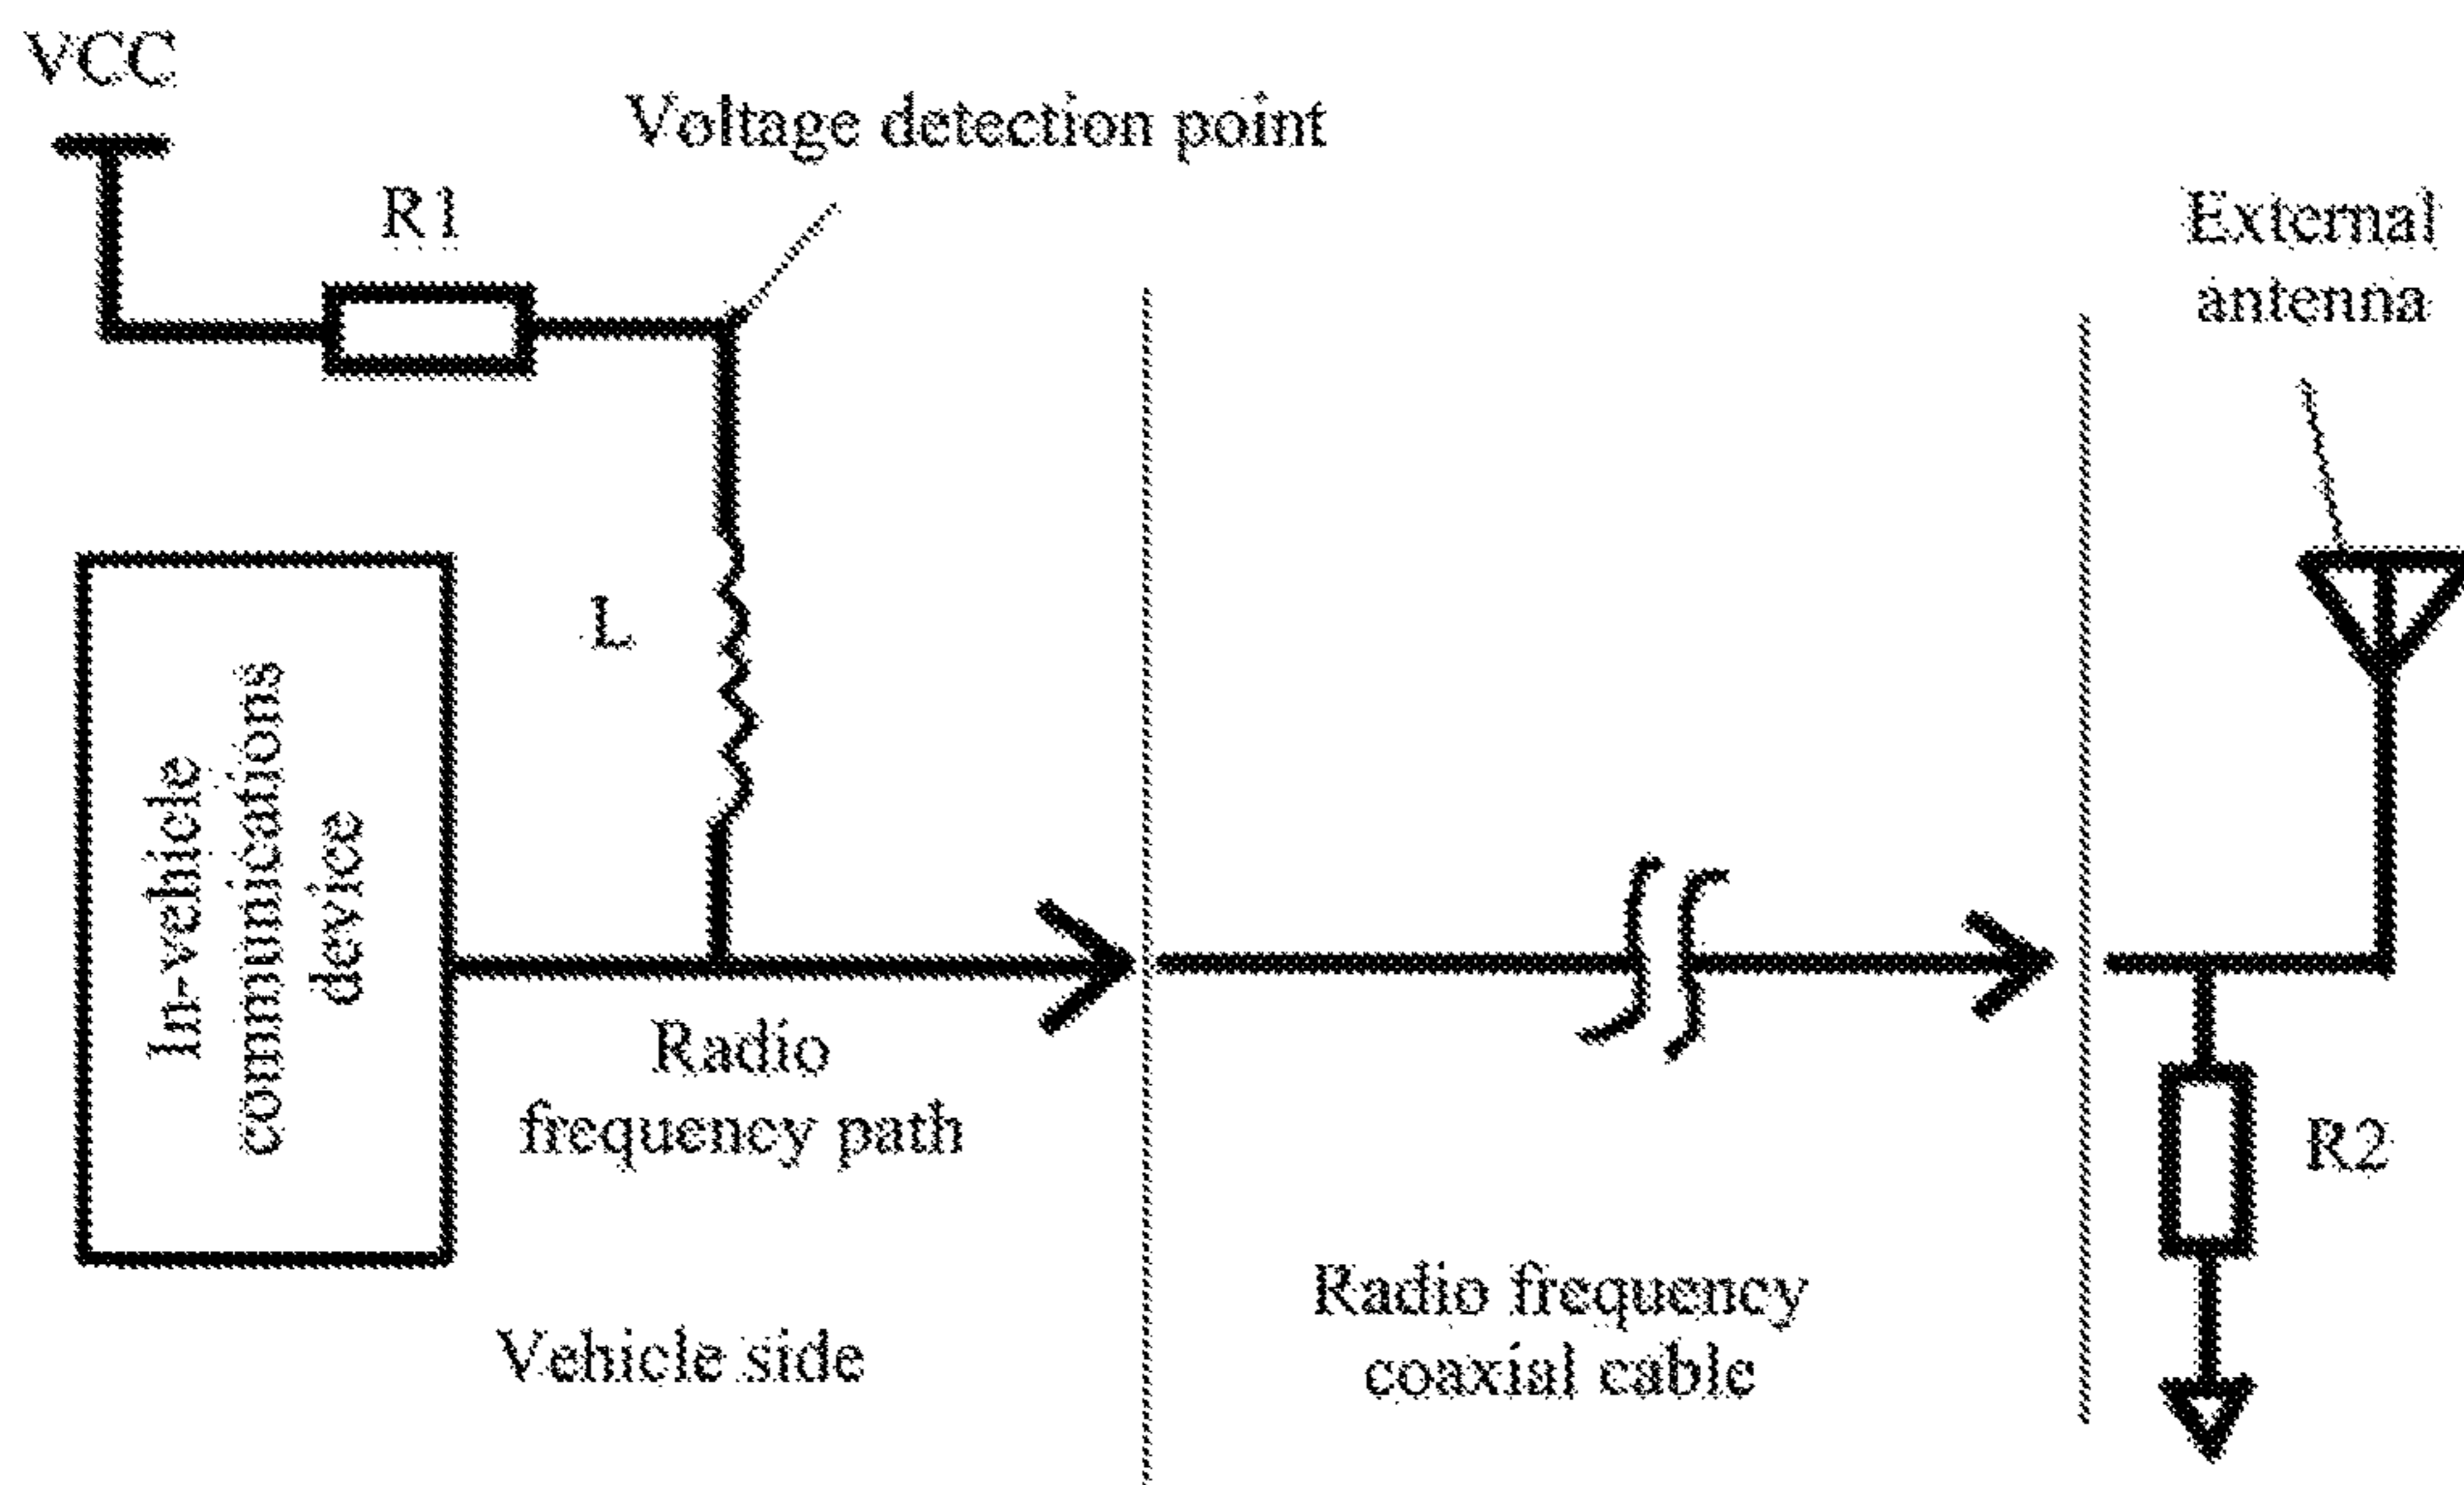 VCC
Voltage detection point
R1
External
antenna
L
In-vehicle
communications
device
Radio
frequency path
R2
Radio frequency
coaxial cable
Vehicle side